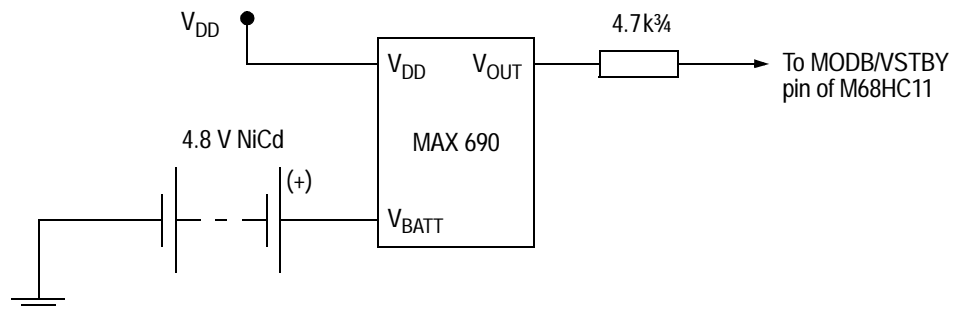 V_DD
4.7k¾
V_DD V_OUT
To MODB/VSTBY
pin of M68HC11
4.8 V NiCd
MAX 690
(+)
V_BATT